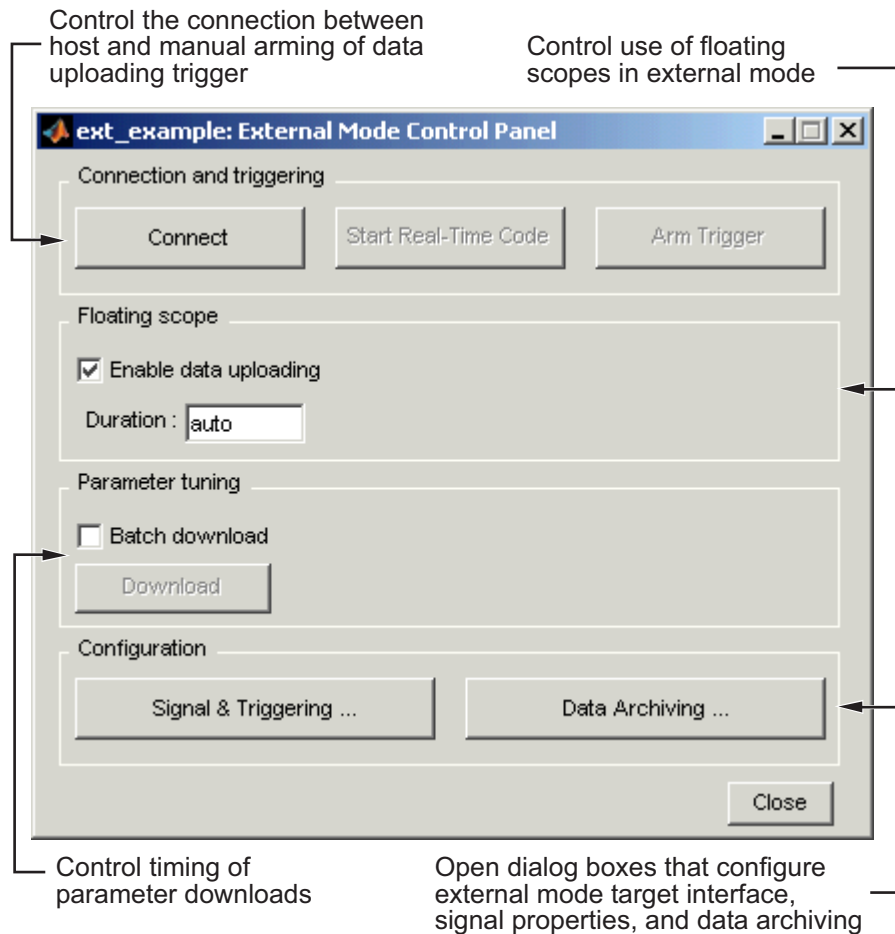 Control the connection between
host and manual arming of data
uploading trigger
Control use of floating
scopes in external mode
ext_example: External Mode Control Panel
Connection and triggering
Connect
Start Real-Time Code
Arm Trigger
Floating scope
Enable data uploading
Duration :
auto
Parameter tuning
Batch download
Download
Configuration
Signal & Triggering ...
Data Archiving ...
Close
Control timing of
parameter downloads
Open dialog boxes that configure
external mode target interface,
signal properties, and data archiving